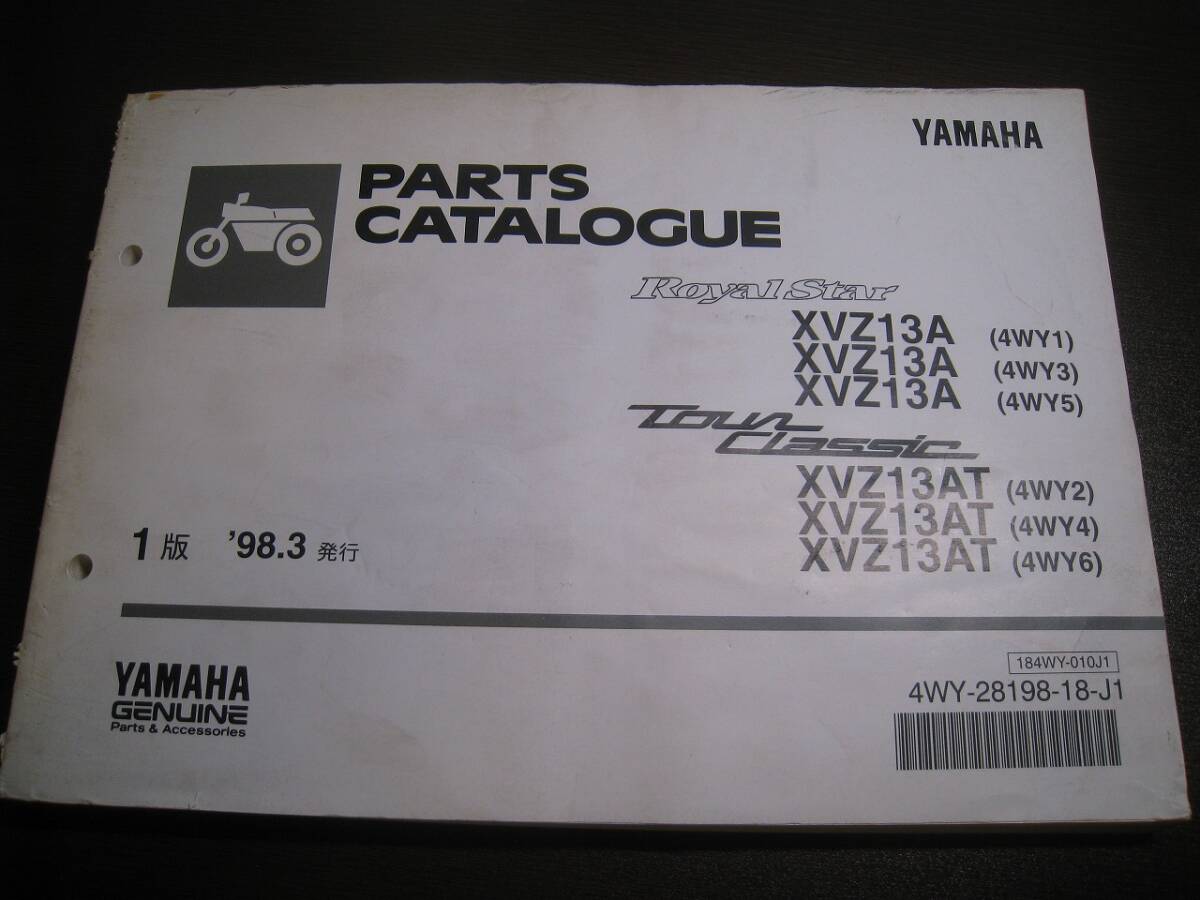 YAMAHA
PARTS
CATALOGUE
Royal Star
XVZ13A (4WY1)
XVZ13A (4WY3)
XVZ13A (4WY5)
Tour
Classic
XVZ13AT (4WY2)
XVZ13AT (4WY4)
XVZ13AT (4WY6)
1版 '98.3 発行
YAMAHA
GENUINE
Parts & Accessories
184WY-010J1
4WY-28198-18-J1